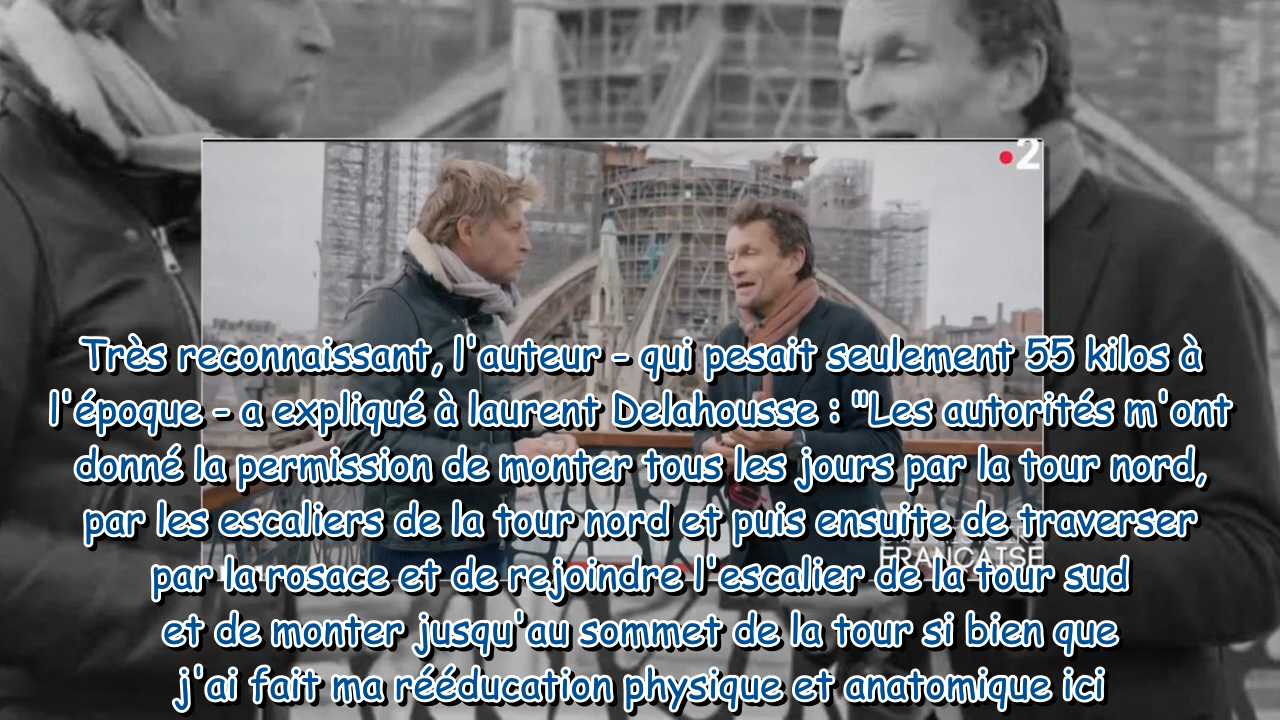 2
Très reconnaissant, l'auteur - qui pesait seulement 55 kilos à
l'époque - a expliqué à laurent Delahousse : "Les autorités m'ont
donné la permission de monter tous les jours par la tour nord,
par les escaliers de la tour nord et puis ensuite de traverser
FRANÇAISE
par la rosace et de rejoindre l'escalier de la tour sud
et de monter jusqu'au sommet de la tour si bien que
j'ai fait ma rééducation physique et anatomique ici